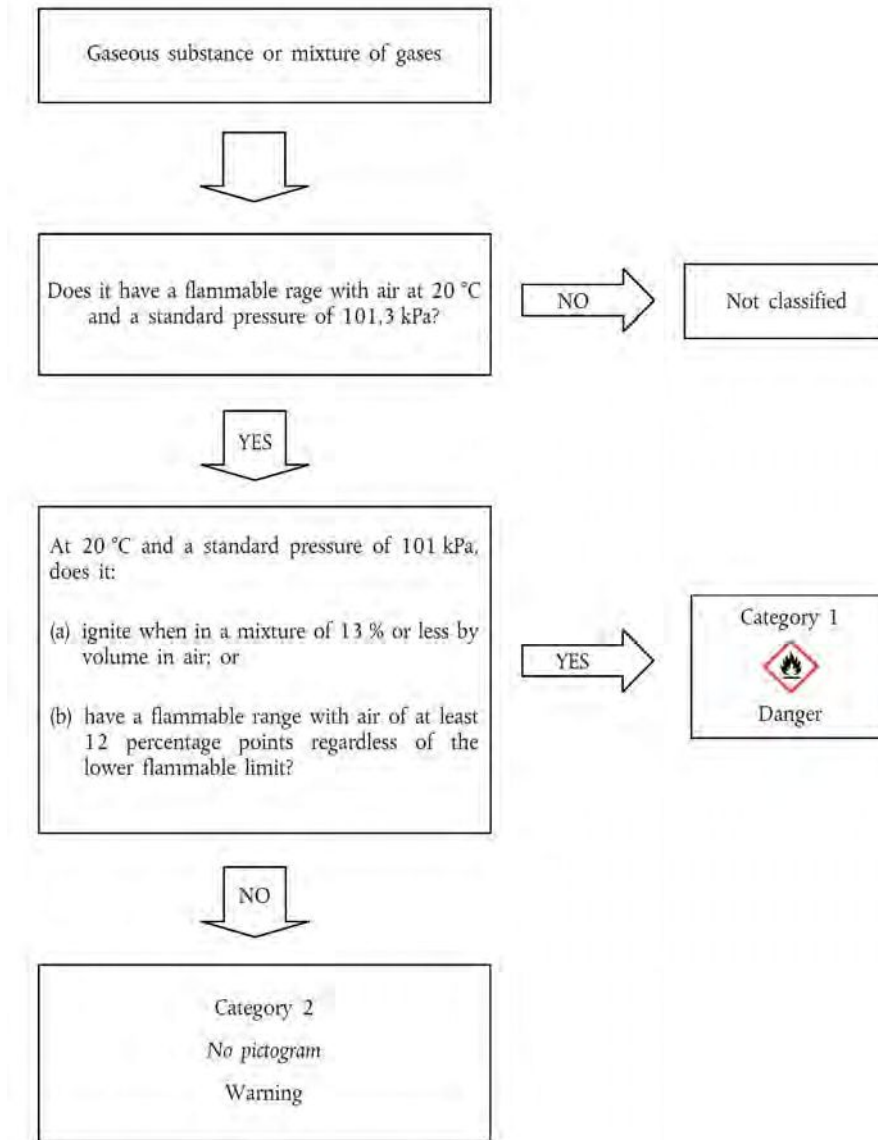 Gaseous substance or mixture of gases
Does it have a flammable rage with air at 20 °C
and a standard pressure of 101,3 kPa?
NO
Not classified
YES
At 20 °C and a standard pressure of 101 kPa,
does it:
(a) ignite when in a mixture of 13 % or less by
volume in air; or
(b) have a flammable range with air of at least
12 percentage points regardless of the
lower flammable limit?
YES
Category 1
Danger
NO
Category 2
No pictogram
Warning